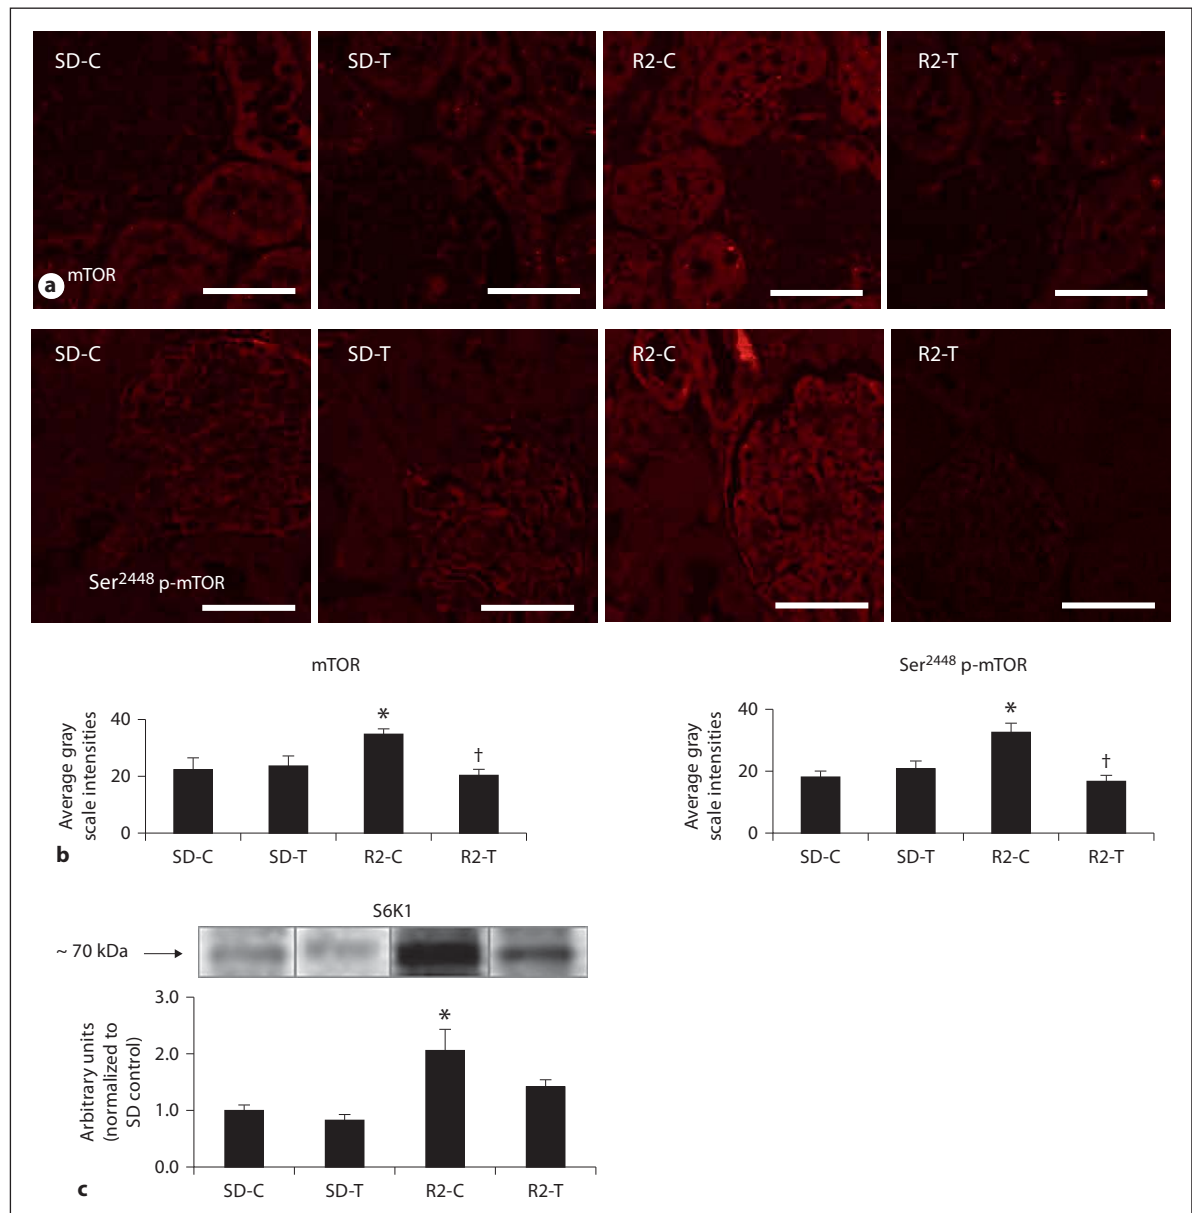 SD-C
SD-T
R2-C
R2-T
a mTOR
SD-C
SD-T
R2-C
R2-T
Ser2448 p-mTOR
mTOR
Average gray
scale intensities
40
20
0
*
†
SD-C
SD-T
R2-C
R2-T
b
Ser2448 p-mTOR
Average gray
scale intensities
40
20
0
*
†
SD-C
SD-T
R2-C
R2-T
S6K1
~ 70 kDa
Arbitrary units
(normalized to
SD control)
3.0
2.0
1.0
0.0
*
SD-C
SD-T
R2-C
R2-T
c